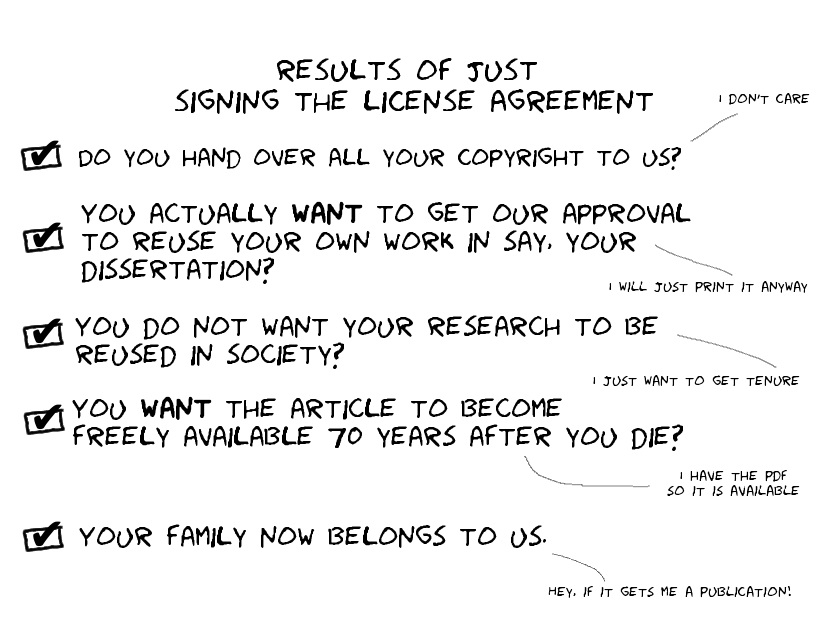 RESULTS OF JUST
SIGNING THE LICENSE AGREEMENT
I DON'T CARE
DO YOU HAND OVER ALL YOUR COPYRIGHT TO US?
YOU ACTUALLY WANT TO GET OUR APPROVAL
TO REUSE YOUR OWN WORK IN SAY, YOUR
DISSERTATION?
I WILL JUST PRINT IT ANYWAY
YOU DO NOT WANT YOUR RESEARCH TO BE
REUSED IN SOCIETY?
I JUST WANT TO GET TENURE
YOU WANT THE ARTICLE TO BECOME
FREELY AVAILABLE 70 YEARS AFTER YOU DIE?
I HAVE THE PDF
SO IT IS AVAILABLE
YOUR FAMILY NOW BELONGS TO US.
HEY, IF IT GETS ME A PUBLICATION!